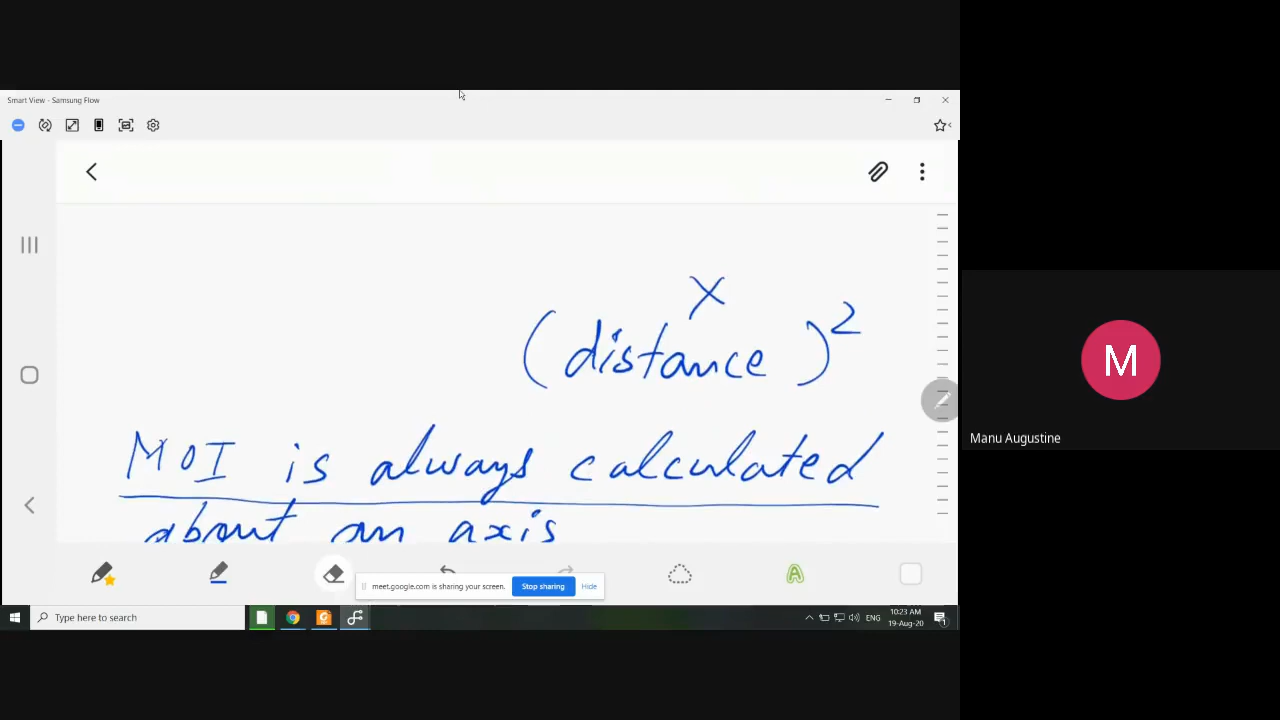 Smart View - Samsung Flow
X
(distance)2
MOI is always calculated
about an axis
M
Manu Augustine
meet.google.com is sharing your screen. Stop sharing Hide
A
Type here to search
ENG
10:23 AM
19-Aug-20
1